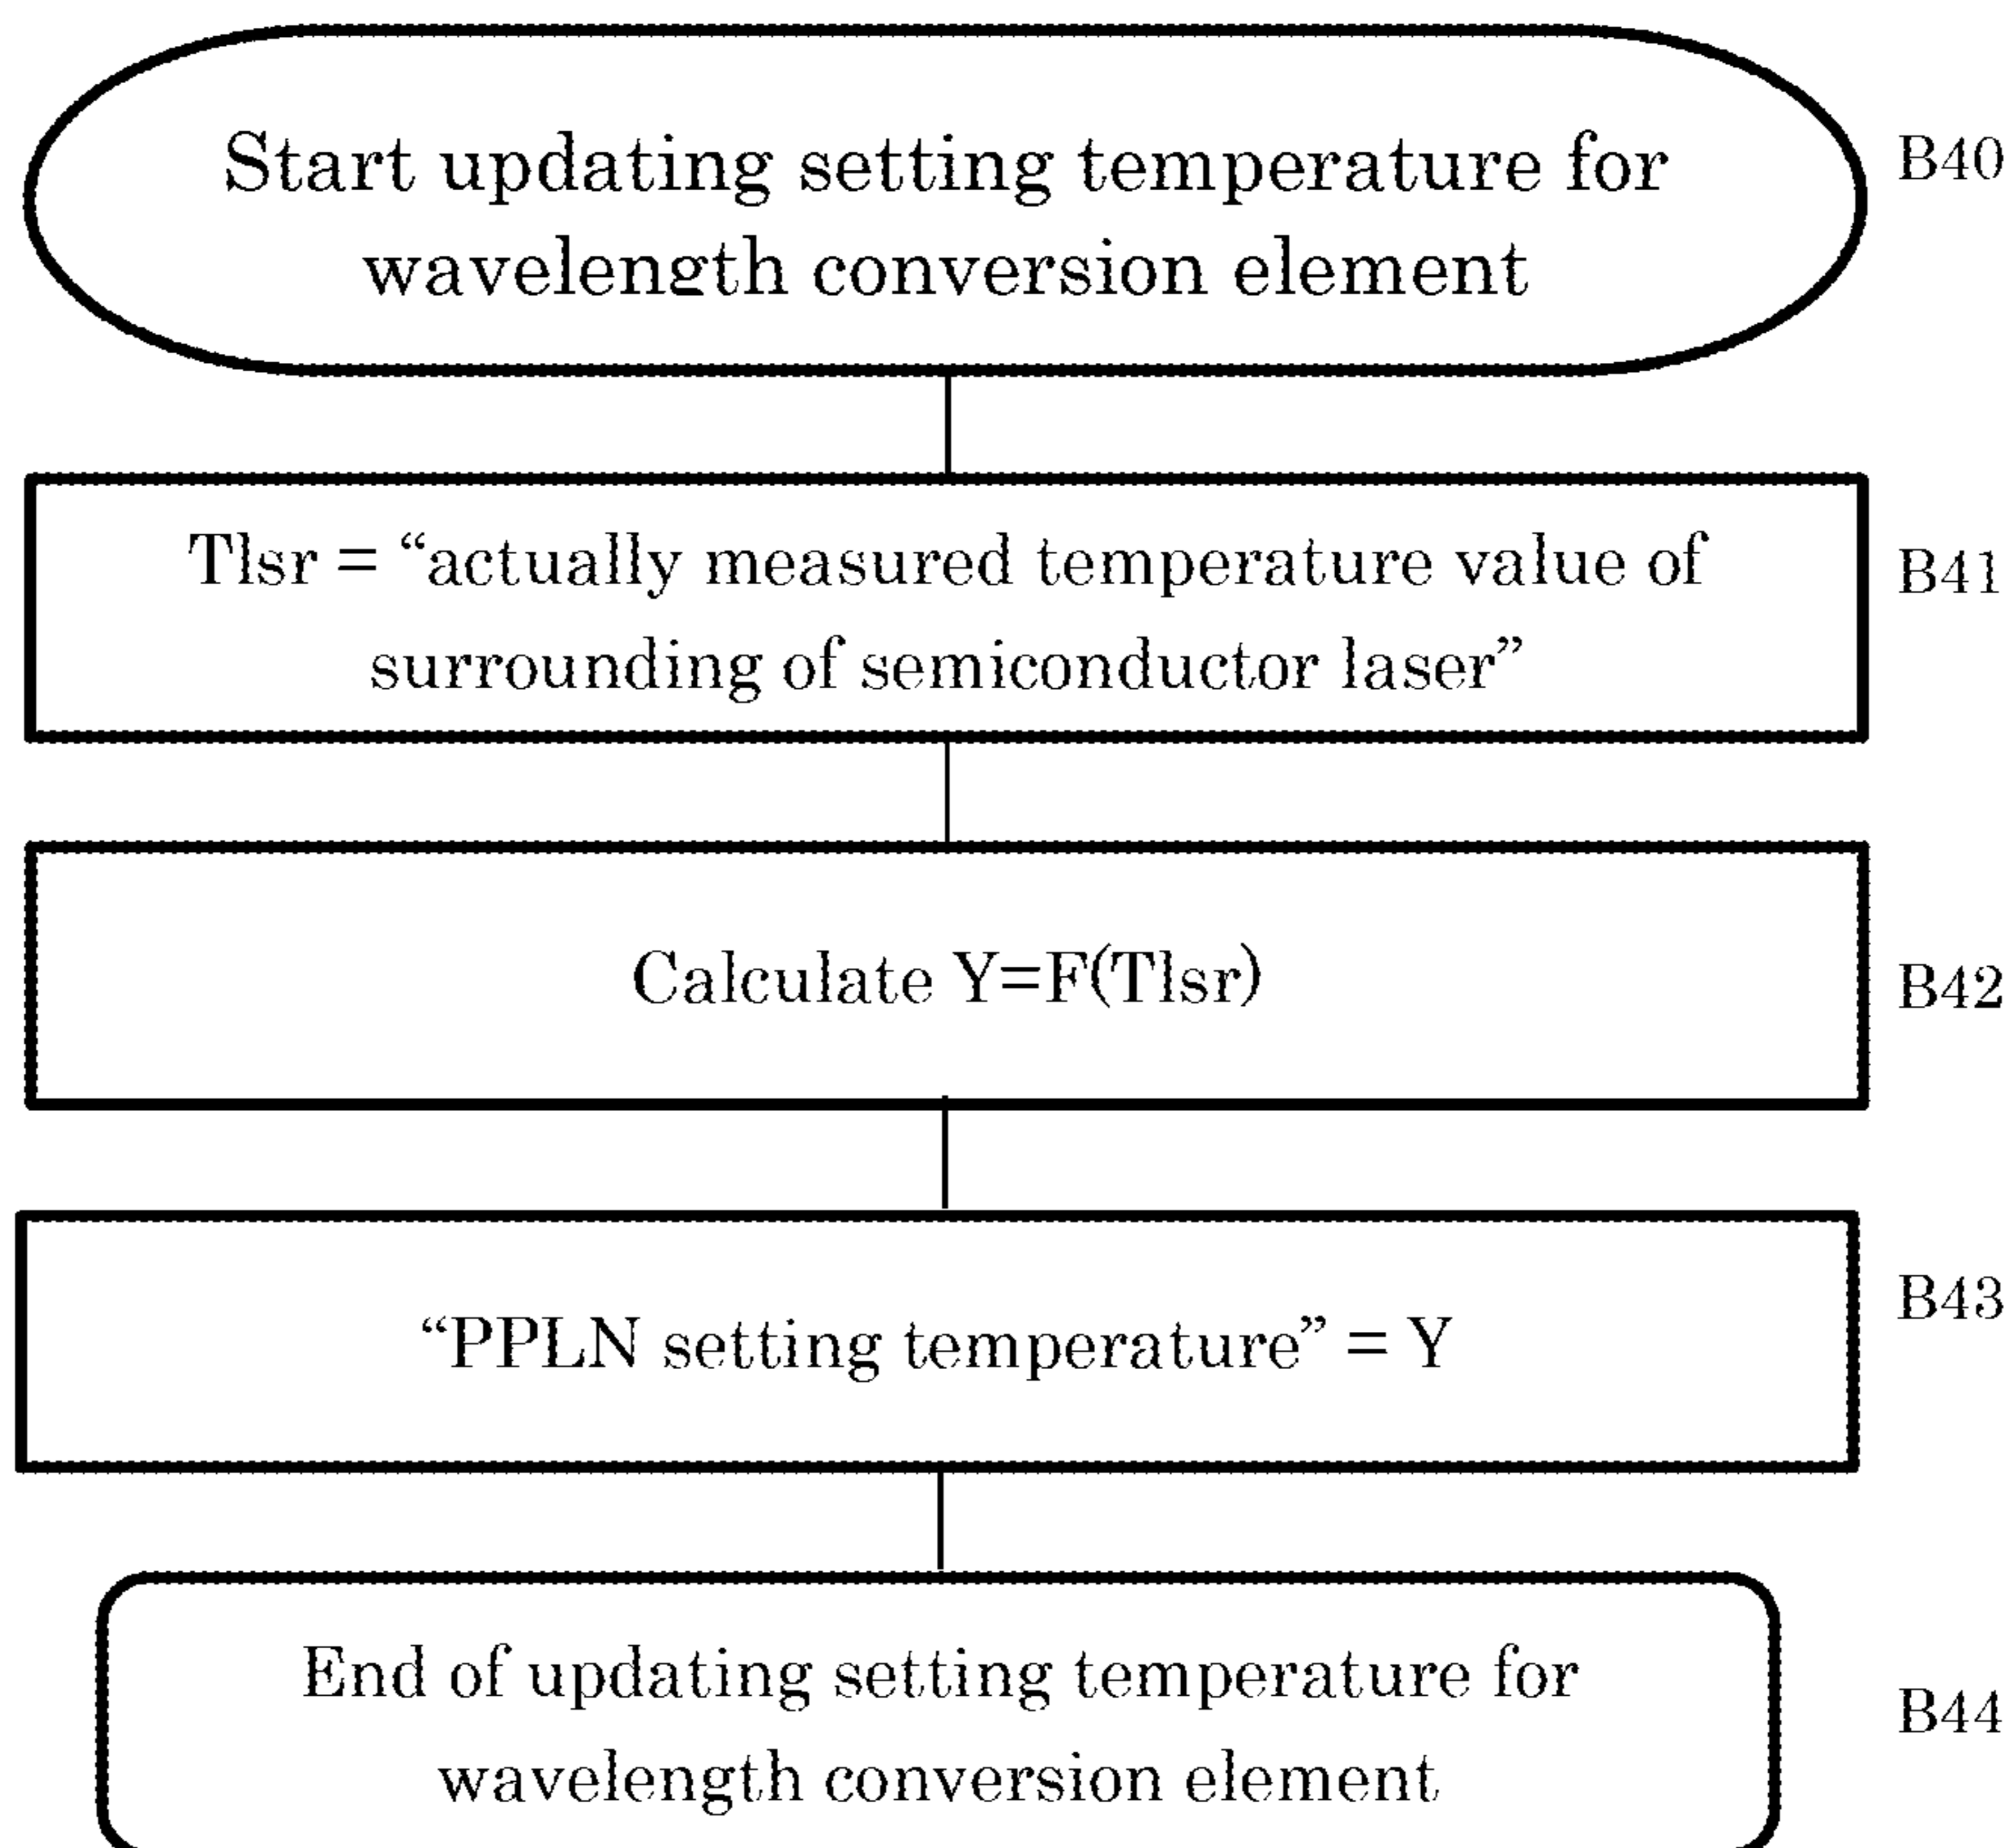 Start updating setting temperature for
wavelength conversion element
B40
Tlsr = “actually measured temperature value of
surrounding of semiconductor laser”
B41
Calculate Y=F(Tlsr)
B42
“PPLN setting temperature” = Y
B43
End of updating setting temperature for
wavelength conversion element
B44